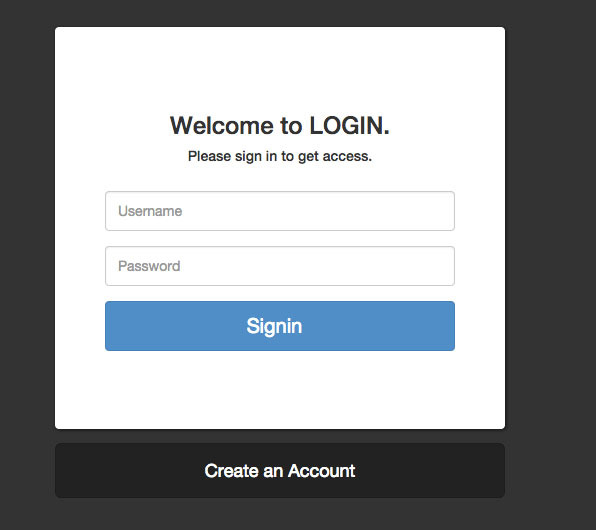 Welcome to LOGIN.
Please sign in to get access.
Username
Password
Signin
Create an Account